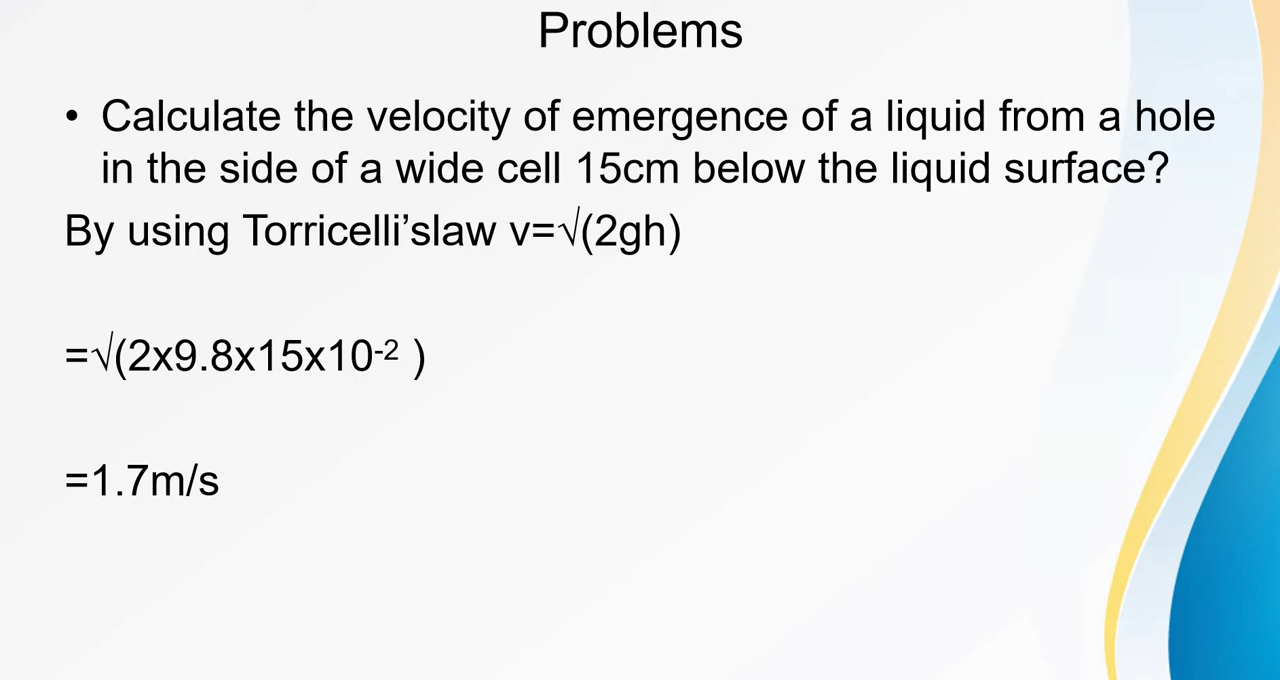 Problems
• Calculate the velocity of emergence of a liquid from a hole
in the side of a wide cell 15cm below the liquid surface?
By using Torricelli’slaw v=√(2gh)
=√(2x9.8x15x10⁻² )
=1.7m/s